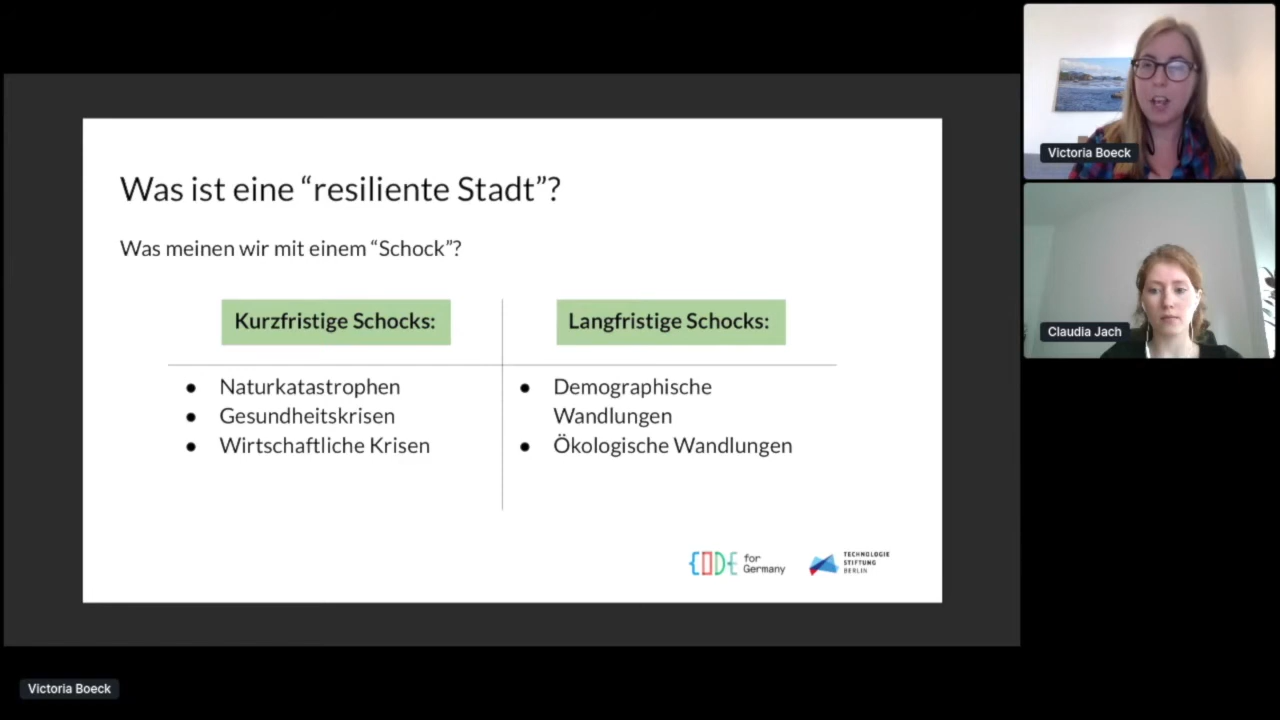 Was ist eine “resiliente Stadt”?
Was meinen wir mit einem “Schock”?
Kurzfristige Schocks:
Langfristige Schocks:
● Naturkatastrophen
● Gesundheitskrisen
● Wirtschaftliche Krisen
● Demographische
Wandlungen
● Ökologische Wandlungen
CODE
for
Germany
TECHNOLOGIE
STIFTUNG
BERLIN
Victoria Boeck
Claudia Jach
Victoria Boeck